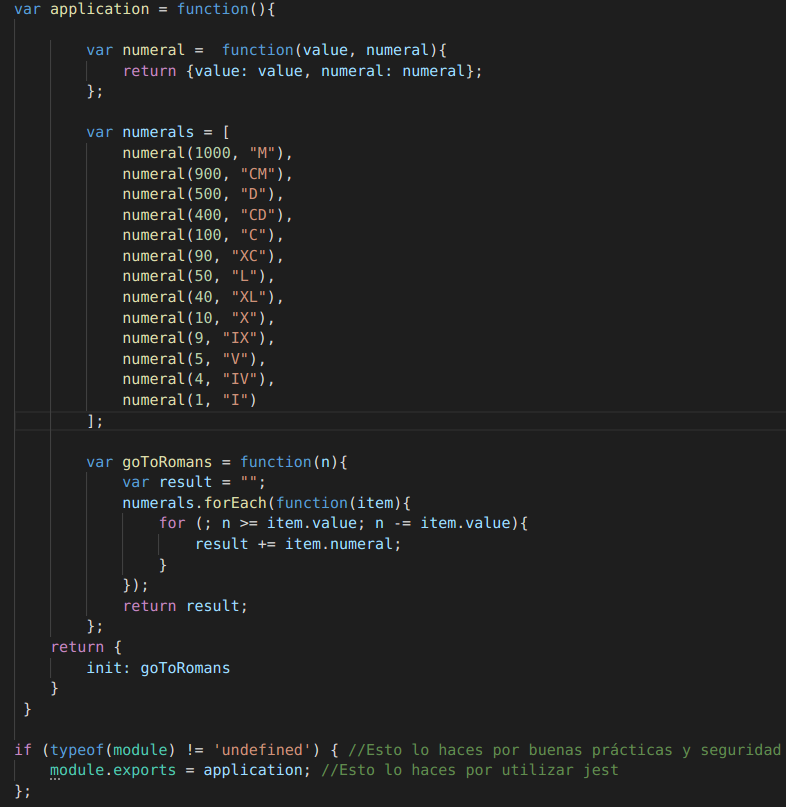 var application = function(){
var numeral =  function(value, numeral){
return {value: value, numeral: numeral};
};
var numerals = [
numeral(1000, "M"),
numeral(900, "CM"),
numeral(500, "D"),
numeral(400, "CD"),
numeral(100, "C"),
numeral(90, "XC"),
numeral(50, "L"),
numeral(40, "XL"),
numeral(10, "X"),
numeral(9, "IX"),
numeral(5, "V"),
numeral(4, "IV"),
numeral(1, "I")
];
var goToRomans = function(n){
var result = "";
numerals.forEach(function(item){
for (; n >= item.value; n -= item.value){
result += item.numeral;
}
});
return result;
};
return {
init: goToRomans
}
}
if (typeof(module) != 'undefined') { //Esto lo haces por buenas prácticas y seguridad
module.exports = application; //Esto lo haces por utilizar jest
};